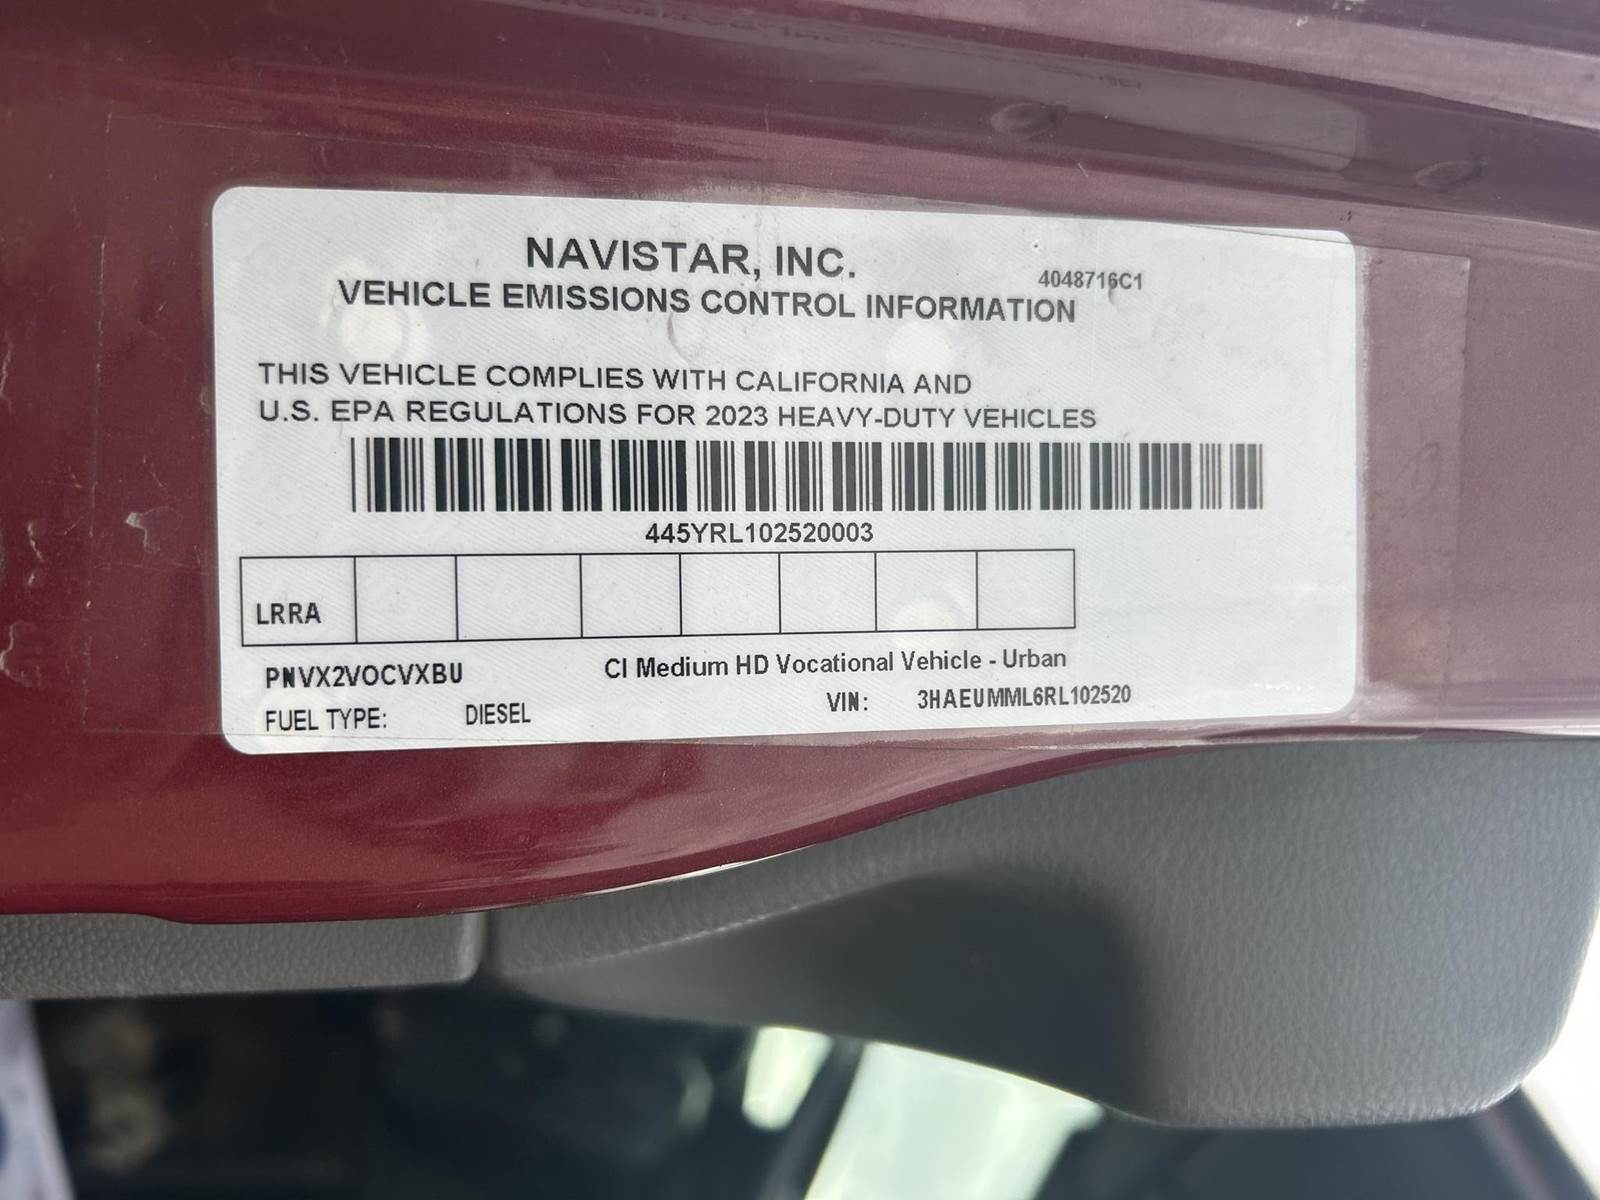 NAVISTAR, INC.
4048716C1
VEHICLE EMISSIONS CONTROL INFORMATION
THIS VEHICLE COMPLIES WITH CALIFORNIA AND
U.S. EPA REGULATIONS FOR 2023 HEAVY-DUTY VEHICLES
445YRL102520003
LRRA
PNVX2VOCVXBU CI Medium HD Vocational Vehicle - Urban
FUEL TYPE: DIESEL VIN: 3HAEUMML6RL102520